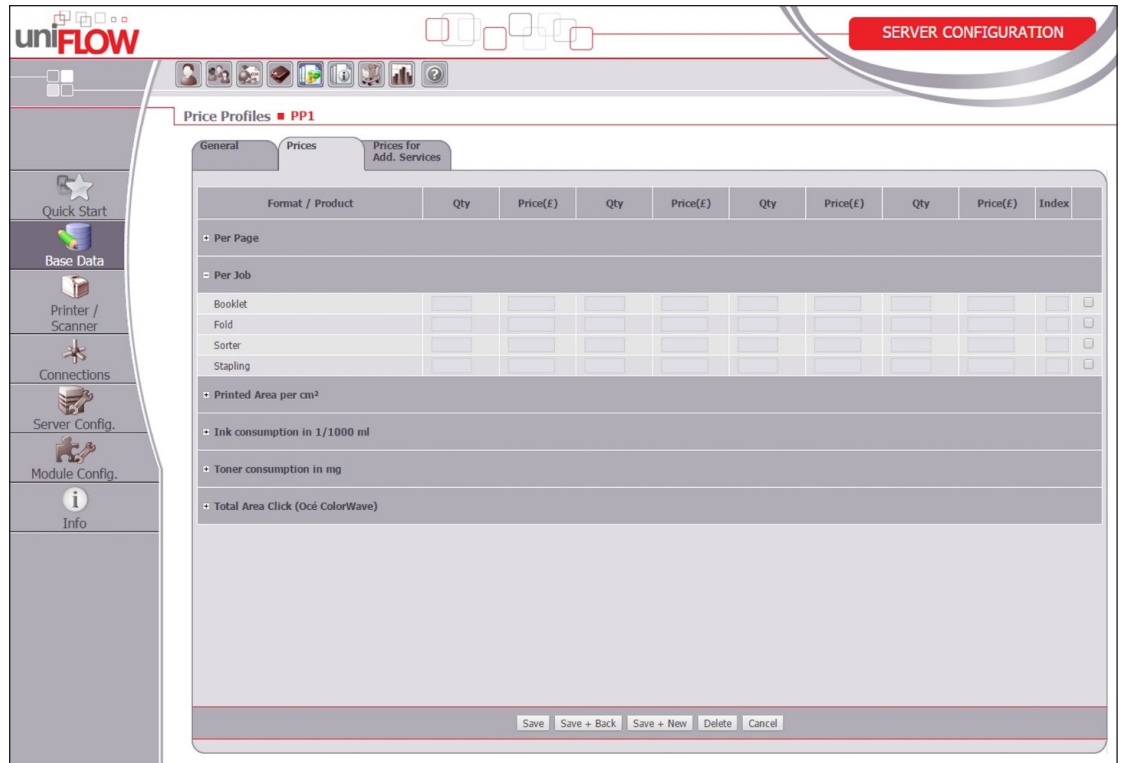 uniFLOW
SERVER CONFIGURATION
Price Profiles ■ PP1
General
Prices
Prices for
Add. Services
Format / Product Qty Price(£) Qty Price(£) Qty Price(£) Qty Price(£) Index
Per Page
Per Job
Booklet
Fold
Sorter
Stapling
Printed Area per cm²
Ink consumption in 1/1000 ml
Toner consumption in mg
Total Area Click (Océ ColorWave)
Save Save + Back Save + New Delete Cancel
Quick Start
Base Data
Printer /
Scanner
Connections
Server Config.
Module Config.
Info